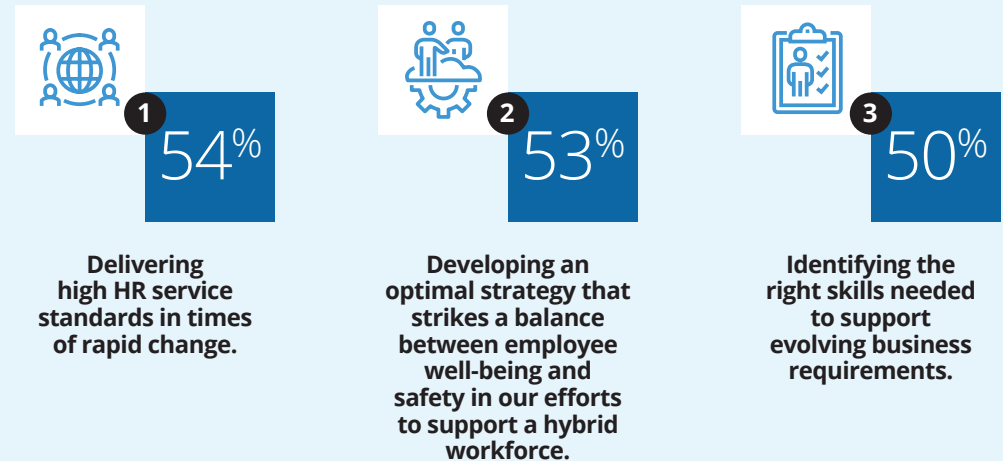 1
54%
Delivering
high HR service
standards in times
of rapid change.
2
53%
Developing an
optimal strategy that
strikes a balance
between employee
well-being and
safety in our efforts
to support a hybrid
workforce.
3
50%
Identifying the
right skills needed
to support
evolving business
requirements.